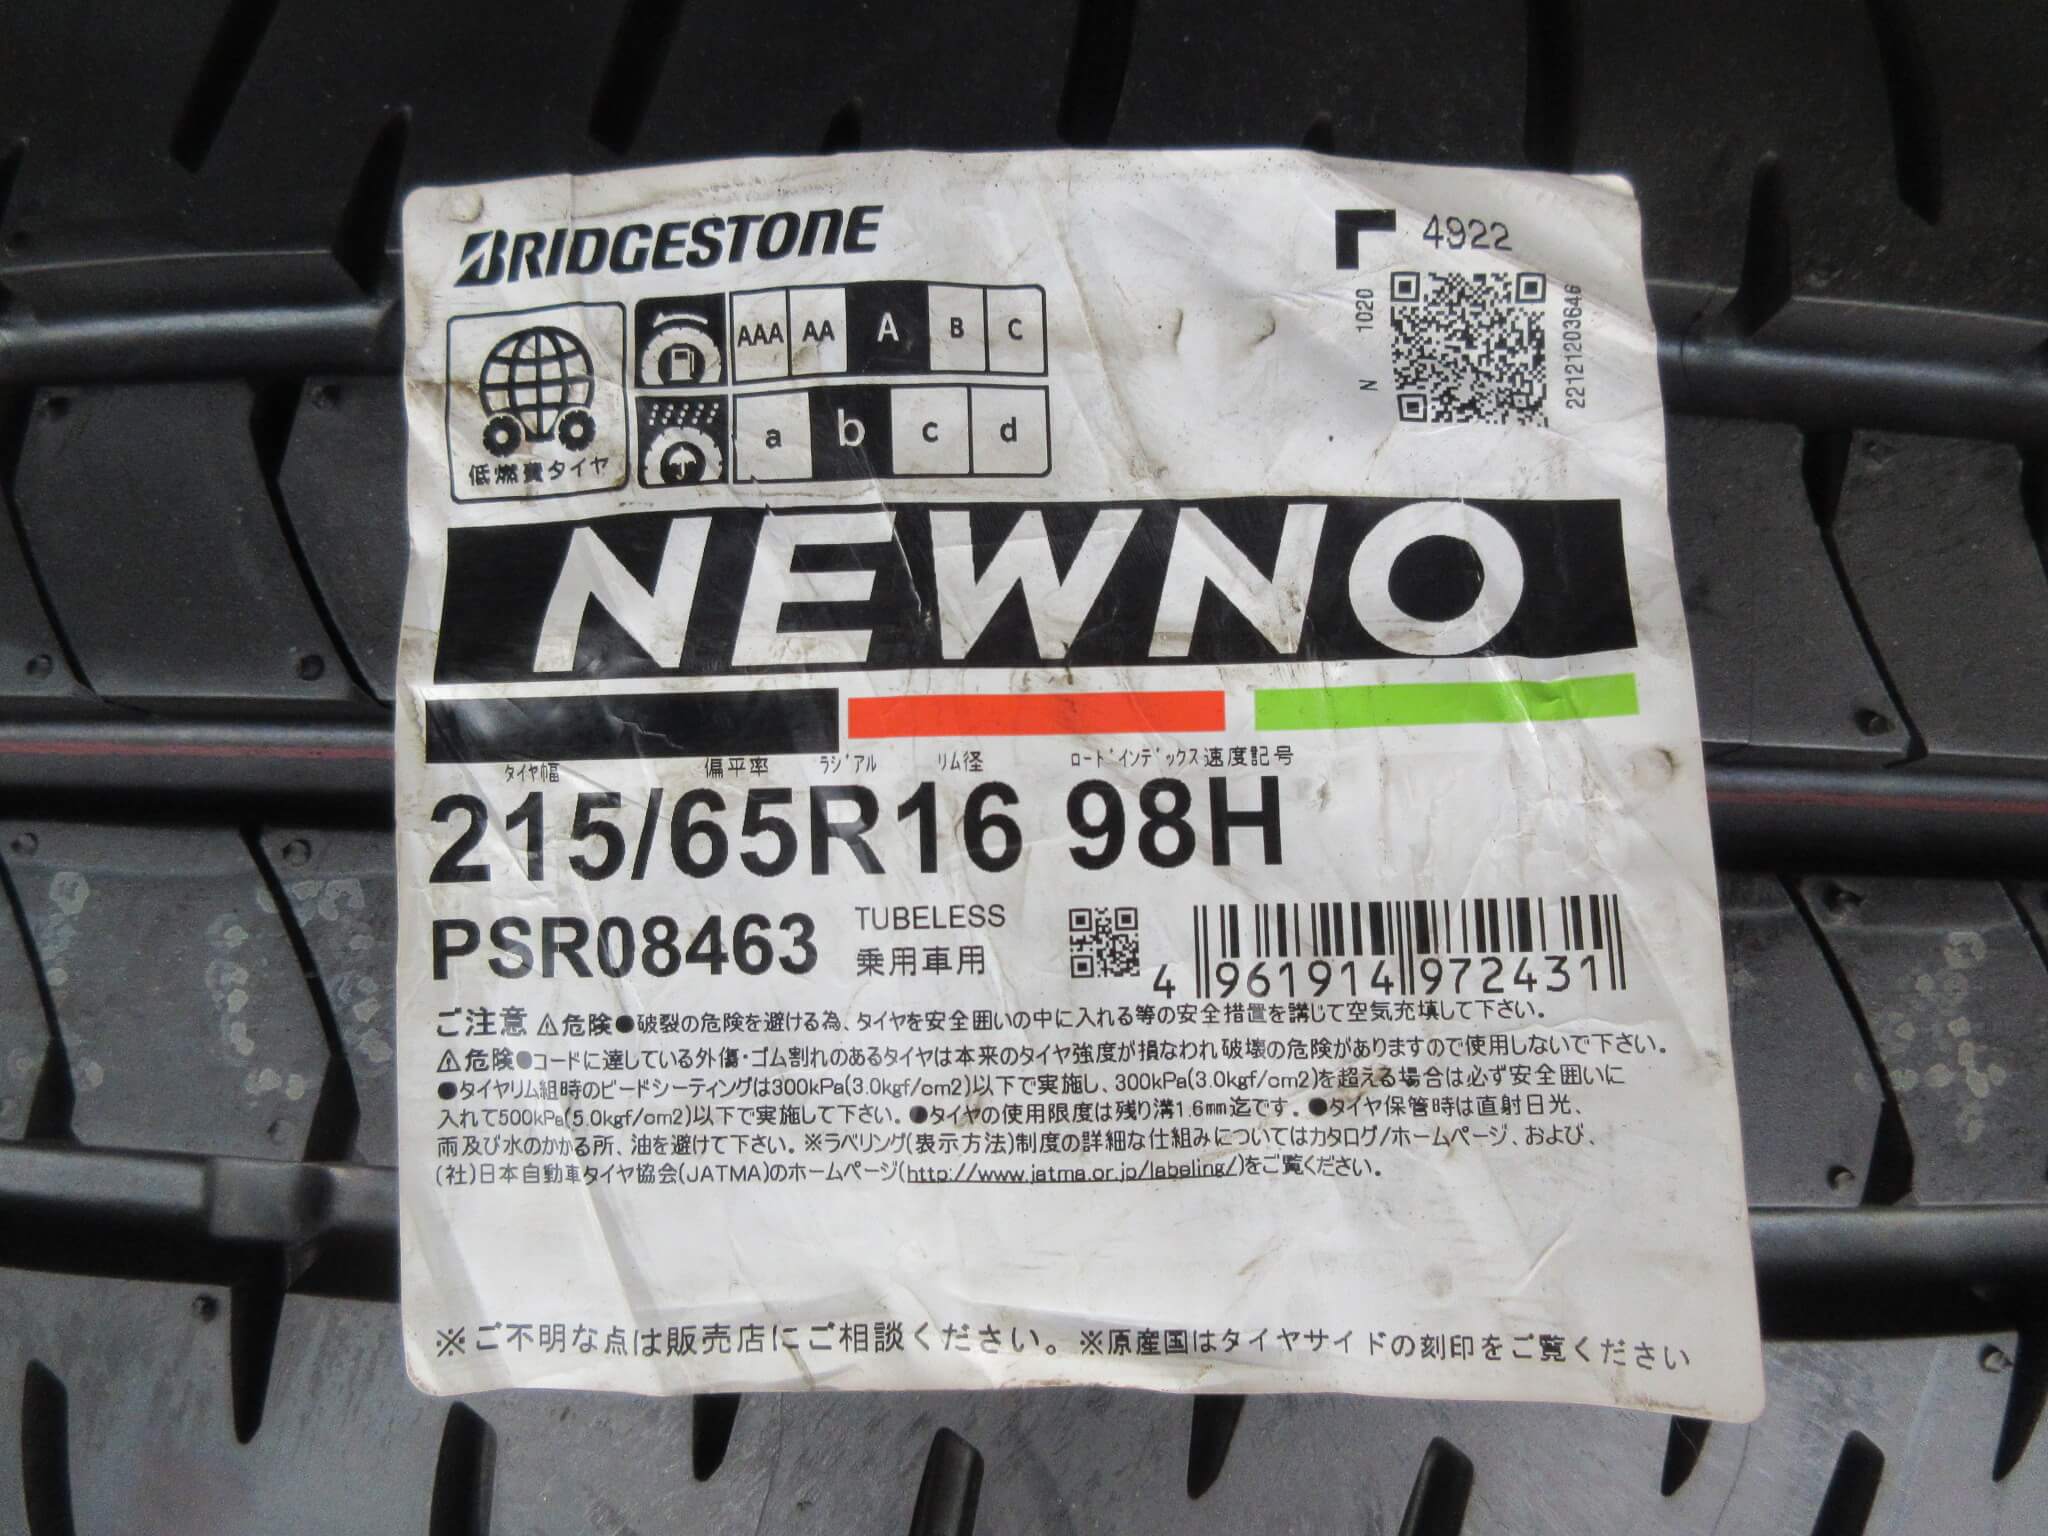 BRIDGESTONE
4922
N 1020
221212036​46
低燃費タイヤ
AAA AA A B C
a b c d
NEWNO
タイヤ幅 偏平率 ラジアル リム径 ロードインデックス 速度記号
215/65R16 98H
PSR08463
TUBELESS
乗用車用
4 961914 972431
ご注意 ⚠危険●破裂の危険を避ける為、タイヤを安全囲いの中に入れる等の安全措置を講じて空気充填して下さい。
⚠危険●コードに達している外傷・ゴム割れのあるタイヤは本来のタイヤ強度が損なわれ破壊の危険がありますので使用しないで下さい。
●タイヤリム組時のビードシーティングは300kPa(3.0kgf/cm2)以下で実施し、300kPa(3.0kgf/cm2)を超える場合は必ず安全囲いに
入れて500kPa(5.0kgf/cm2)以下で実施して下さい。●タイヤの使用限度は残り溝1.6mm迄です。●タイヤ保管時は直射日光、
雨及び水のかかる所、油を避けて下さい。※ラベリング(表示方法)制度の詳細な仕組みについてはカタログ/ホームページ、および、
(社)日本自動車タイヤ協会(JATMA)のホームページ(http://www.jatma.or.jp/labeling/)をご覧ください。
※ご不明な点は販売店にご相談ください。※原産国はタイヤサイドの刻印をご覧ください